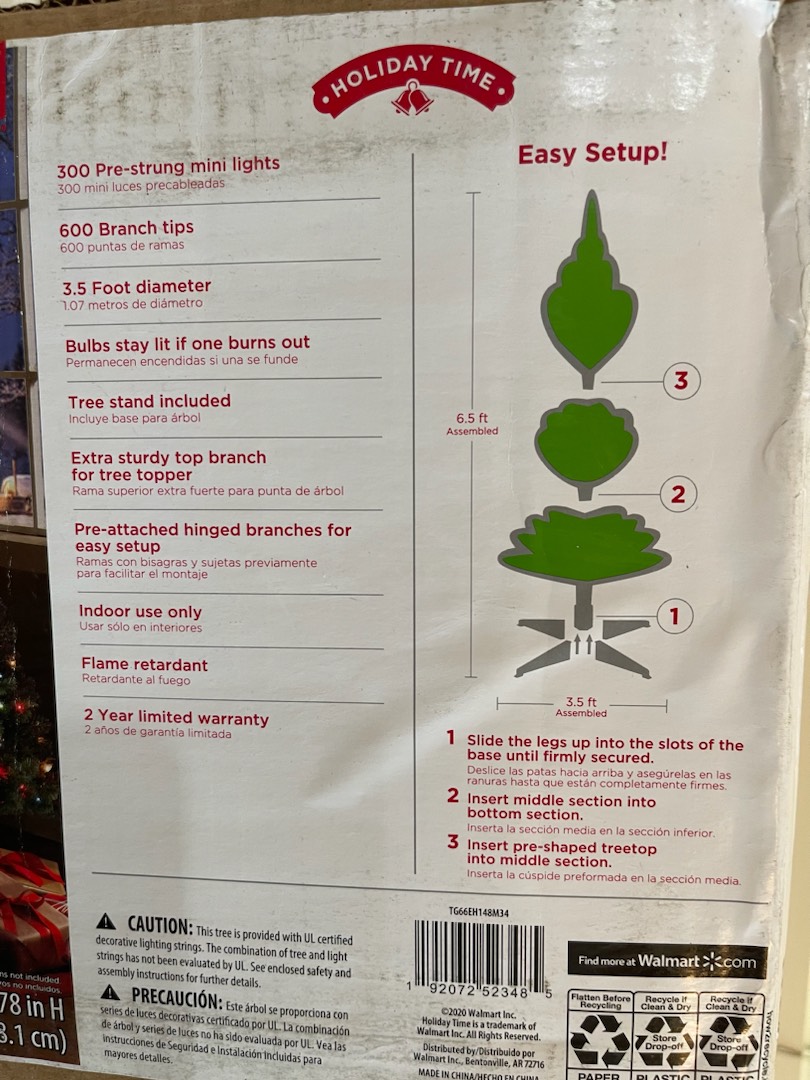 HOLIDAY TIME
300 Pre-strung mini lights
300 mini luces precableadas
600 Branch tips
600 puntas de ramas
3.5 Foot diameter
1.07 metros de diámetro
Bulbs stay lit if one burns out
Permanecen encendidas si una se funde
Tree stand included
Incluye base para árbol
Extra sturdy top branch
for tree topper
Rama superior extra fuerte para punta de árbol
Pre-attached hinged branches for
easy setup
Ramas con bisagras y sujetas previamente
para facilitar el montaje
Indoor use only
Usar sólo en interiores
Flame retardant
Retardante al fuego
2 Year limited warranty
2 años de garantía limitada
Easy Setup!
3
6.5 ft
Assembled
2
1
3.5 ft
Assembled
1 Slide the legs up into the slots of the
base until firmly secured.
Deslice las patas hacia arriba y asegúrelas en las
ranuras hasta que están completamente firmes.
2 Insert middle section into
bottom section.
Inserta la sección media en la sección inferior.
3 Insert pre-shaped treetop
into middle section.
Inserta la cúspide preformada en la sección media.
CAUTION: This tree is provided with UL certified
decorative lighting strings. The combination of tree and light
strings has not been evaluated by UL. See enclosed safety and
assembly instructions for further details.
PRECAUCIÓN: Este árbol se proporciona con
series de luces decorativas certificado por UL. La combinación
de árbol y series de luces no ha sido evaluada por UL. Vea las
Instrucciones de Seguridad e Instalación Incluidas para
mayores detalles.
TG66EH148M34
1 92072 52348 5
©2020 Walmart Inc.
Holiday Time is a trademark of
Walmart Inc. All Rights Reserved.
Distributed by/Distribuido por
Walmart Inc., Bentonville, AR 72716
MADE IN CHINA/HECHO EN CHINA
Find more at Walmart.com
Flatten Before
Recycling
PAPER
Recycle If
Clean & Dry
Store
Drop-off
PLASTIC
Recycle If
Clean & Dry
Store
Drop-off
not included
no incluidos
78 in H
cm)